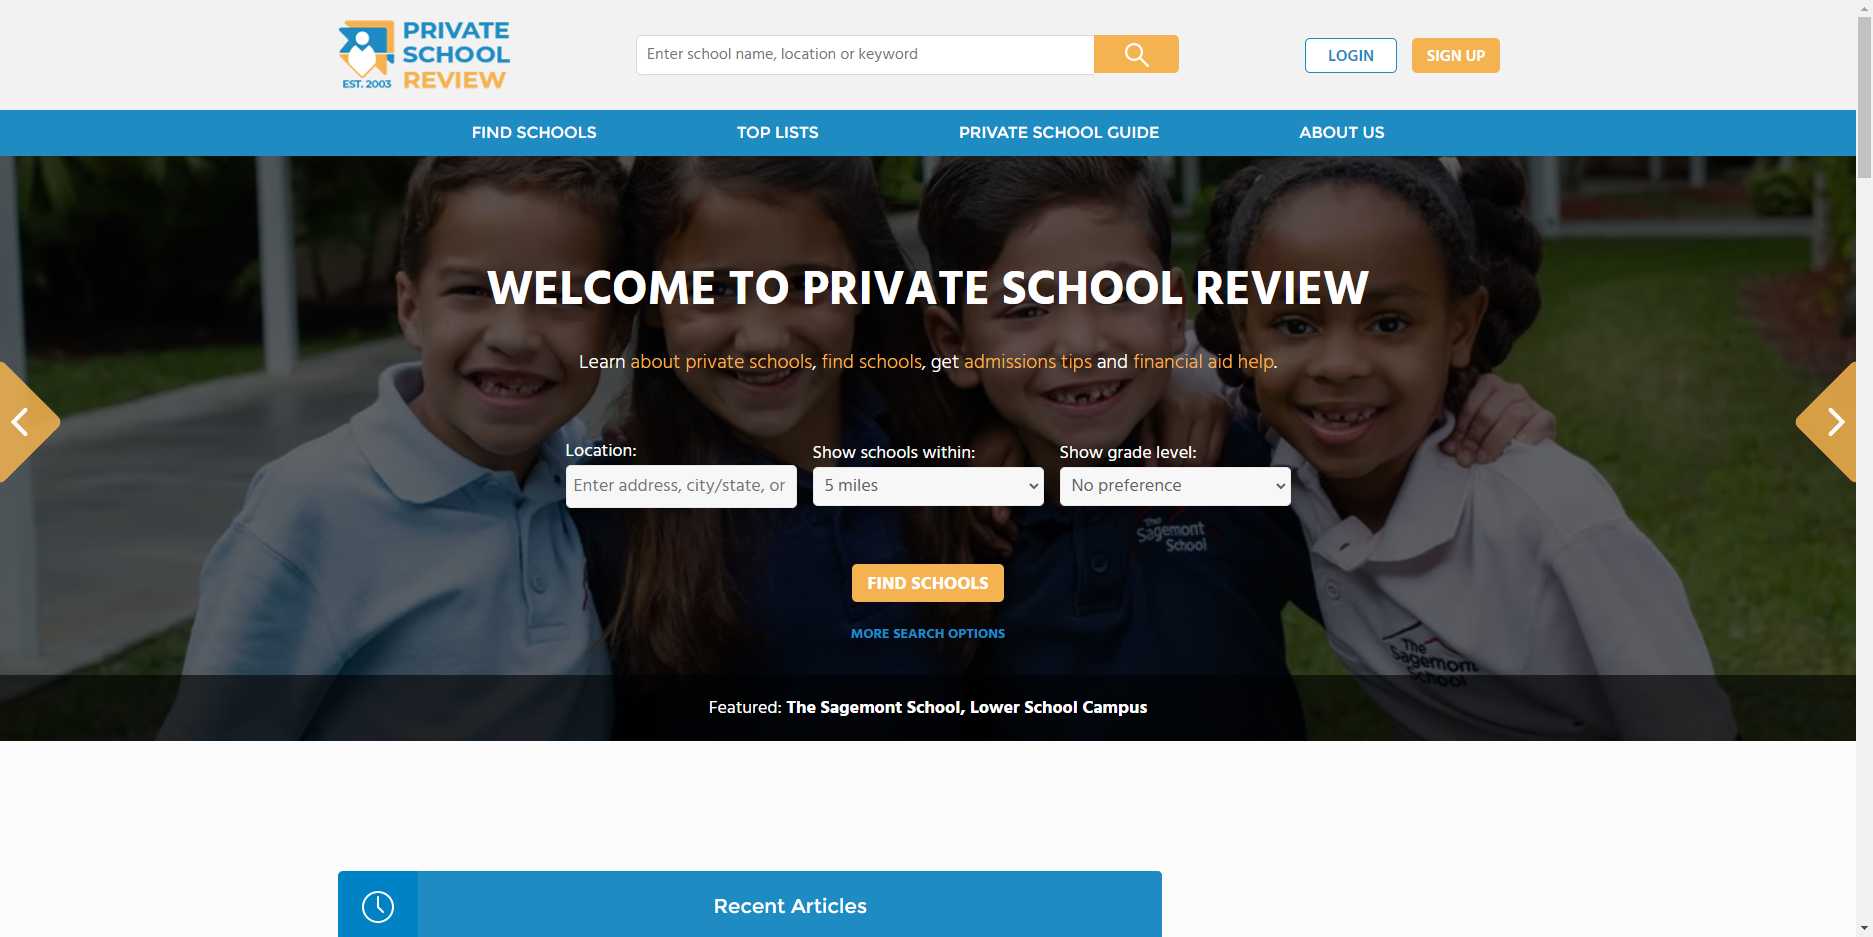 PRIVATE
SCHOOL
REVIEW
EST. 2003
Enter school name, location or keyword
LOGIN
SIGN UP
FIND SCHOOLS
TOP LISTS
PRIVATE SCHOOL GUIDE
ABOUT US
WELCOME TO PRIVATE SCHOOL REVIEW
Learn about private schools, find schools, get admissions tips and financial aid help.
Location:
Show schools within:
Show grade level:
Enter address, city/state, or
5 miles
No preference
The
Sagemont
School
FIND SCHOOLS
MORE SEARCH OPTIONS
The
Sagemont
School
Featured: The Sagemont School, Lower School Campus
Recent Articles